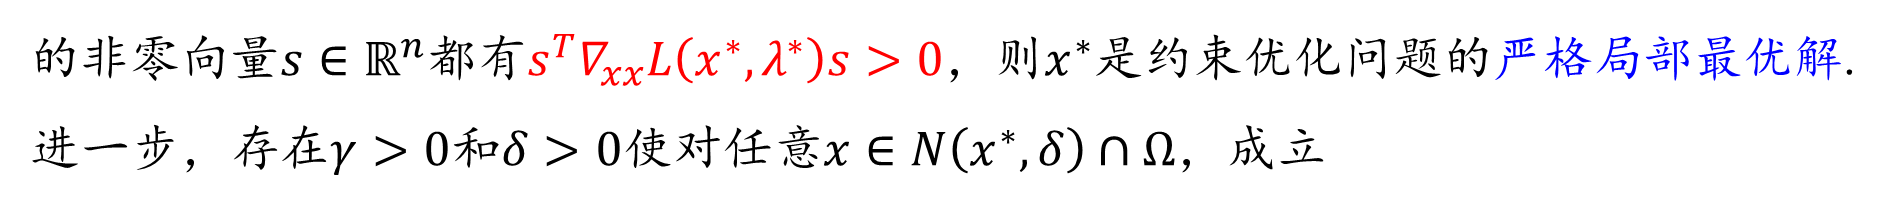 的非零向量s ∈ ℝⁿ都有sᵀ∇ₓₓL(x*, λ*)s > 0，则x*是约束优化问题的严格局部最优解.
进一步，存在γ > 0和δ > 0使对任意x ∈ N(x*, δ) ∩ Ω，成立